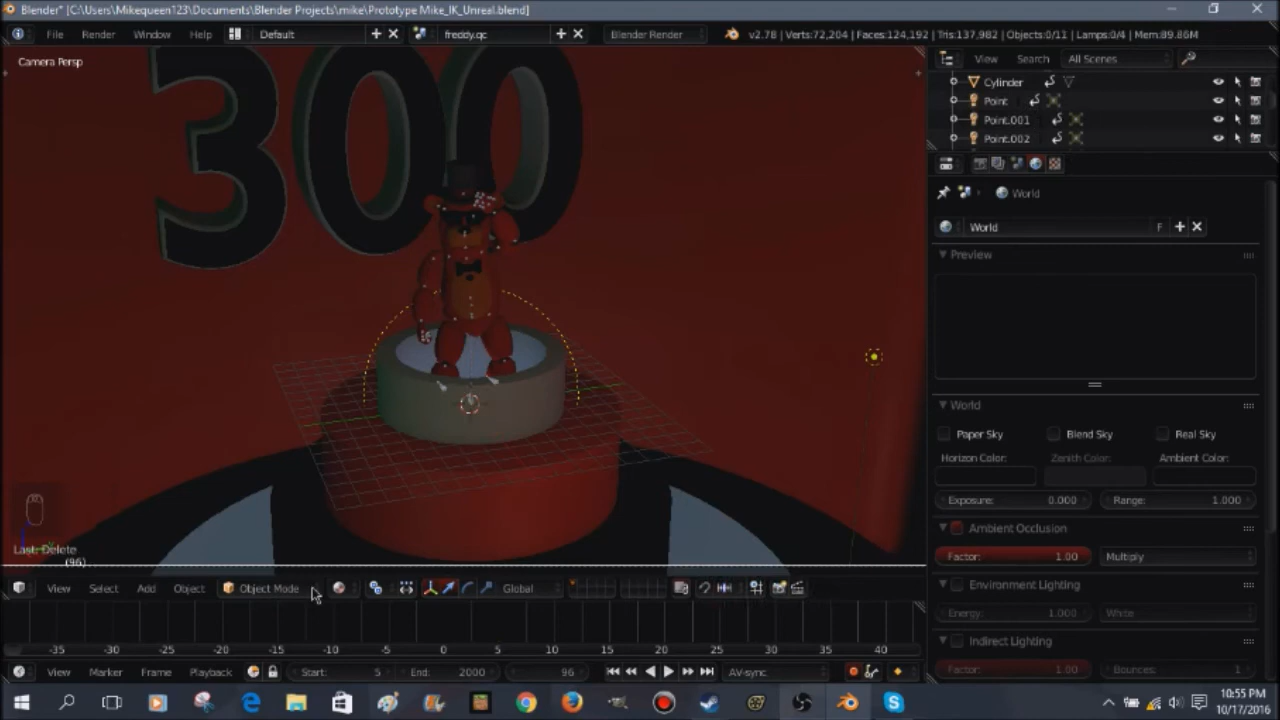 Blender* [C:\Users\Mikequeen123\Documents\Blender Projects\mike\Prototype Mike_IK_Unreal.blend]
File Render Window Help Default freddy.qc Blender Render v2.78 | Verts:72,204 | Faces:124,192 | Tris:137,982 | Objects:0/11 | Lamps:0/4 | Mem:89.86M
Camera Persp
View Search All Scenes
Cylinder
Point
Point.001
Point.002
World
World F
Preview
World
Paper Sky Blend Sky Real Sky
Horizon Color: Zenith Color: Ambient Color:
Exposure: 0.000 Range: 1.000
Ambient Occlusion
Factor: 1.00 Multiply
Environment Lighting
Energy: 1.000 White
Indirect Lighting
Factor: 1.00 Bounces: 1
300
Last: Delete
(96)
View Select Add Object Object Mode Global
-35 -30 -25 -20 -15 -10 -5 0 5 10 15 20 25 30 35 40
View Marker Frame Playback Start: 5 End: 2000 96 AV-sync
10:55 PM
10/17/2016